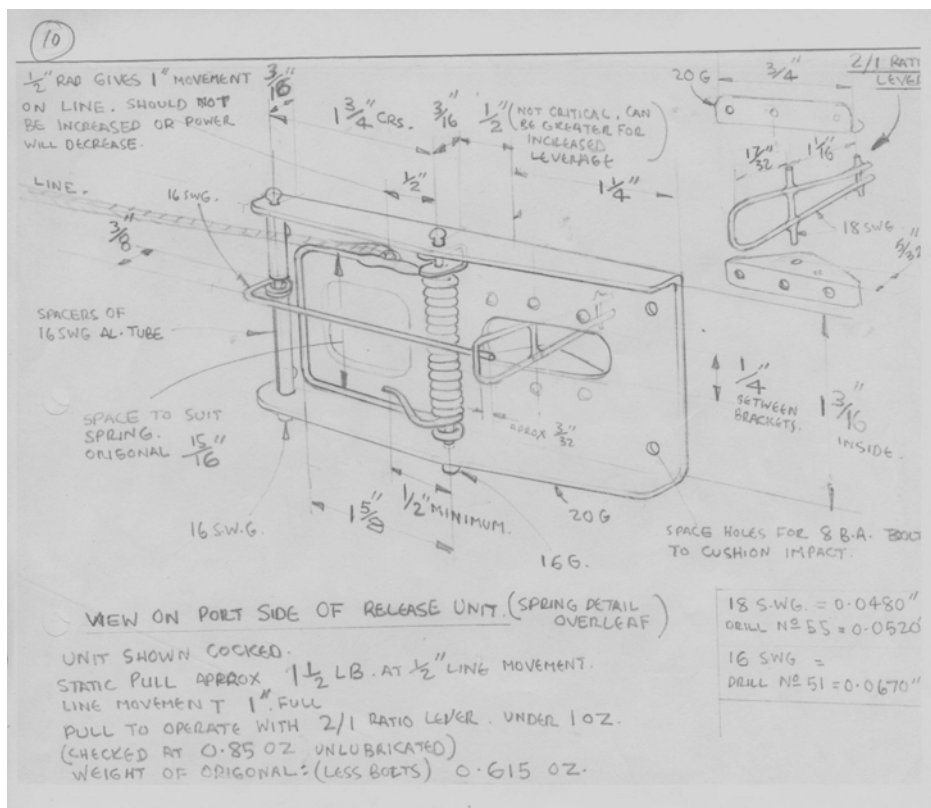 10
1/2" RAD GIVES 1" MOVEMENT
ON LINE. SHOULD NOT
BE INCREASED OR POWER
WILL DECREASE.
3/16"
1 3/4" CRS.
3/16"
1/2" (NOT CRITICAL, CAN
BE GREATER FOR
INCREASED
LEVERAGE)
20G
3/4"
2/1 RATI
LEVE
17/32"
1 1/16"
18 SWG
5/32"
LINE.
16 SWG.
1/2"
1 1/4"
3/8"
SPACERS OF
16 SWG AL. TUBE
SPACE TO SUIT
SPRING.
ORIGONAL 15/16"
APROX 3/32"
1/4"
BETWEEN
BRACKETS.
1 3/16"
INSIDE.
16 S.W.G.
1 5/8"
1/2" MINIMUM.
16G.
20G
SPACE HOLES FOR 8 B.A. BOLT
TO CUSHION IMPACT.
VIEW ON PORT SIDE OF RELEASE UNIT. (SPRING DETAIL
OVERLEAF)
UNIT SHOWN COCKED.
STATIC PULL APPROX 1 1/2 LB. AT 1/2" LINE MOVEMENT.
LINE MOVEMENT 1". FULL
PULL TO OPERATE WITH 2/1 RATIO LEVER. UNDER 1 OZ.
(CHECKED AT 0.85 OZ UNLUBRICATED)
WEIGHT OF ORIGONAL: (LESS BOLTS) 0.615 OZ.
18 S.WG. = 0.0480"
DRILL No 55 = 0.0520"
16 SWG =
DRILL No 51 = 0.0670"